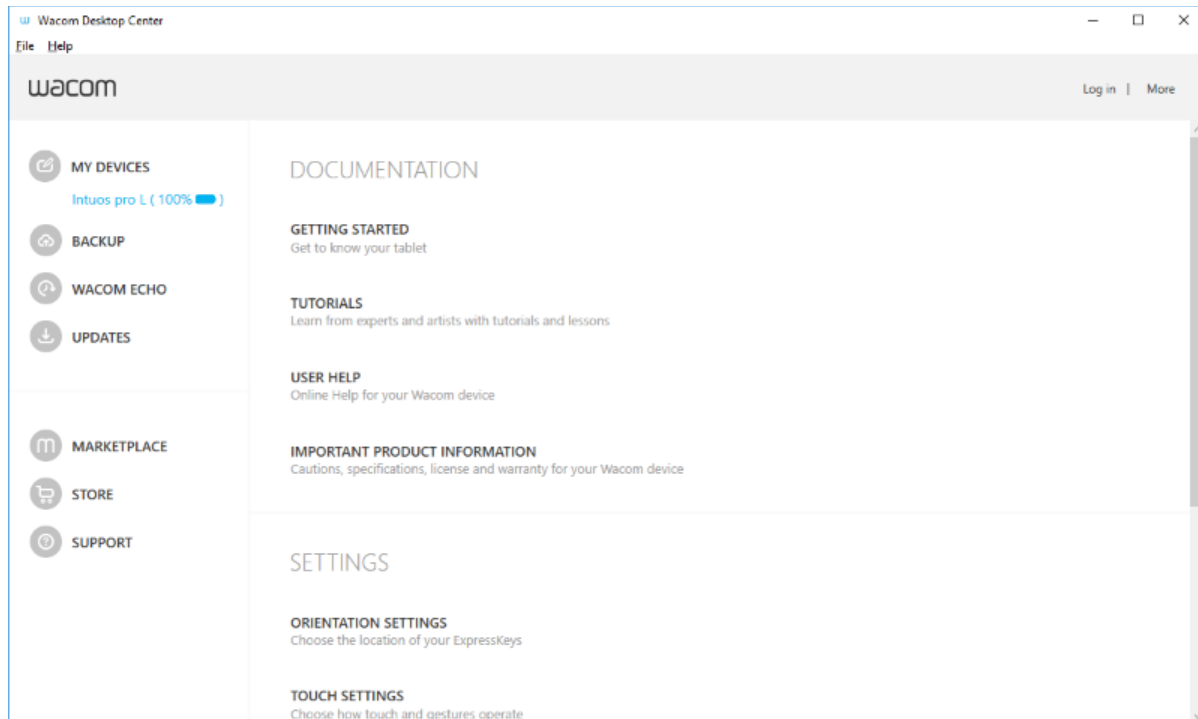 Wacom Desktop Center
File Help
wacom
Log in | More
MY DEVICES
Intuos pro L ( 100% )
BACKUP
WACOM ECHO
UPDATES
MARKETPLACE
STORE
SUPPORT
DOCUMENTATION
GETTING STARTED
Get to know your tablet
TUTORIALS
Learn from experts and artists with tutorials and lessons
USER HELP
Online Help for your Wacom device
IMPORTANT PRODUCT INFORMATION
Cautions, specifications, license and warranty for your Wacom device
SETTINGS
ORIENTATION SETTINGS
Choose the location of your ExpressKeys
TOUCH SETTINGS
Choose how touch and gestures operate